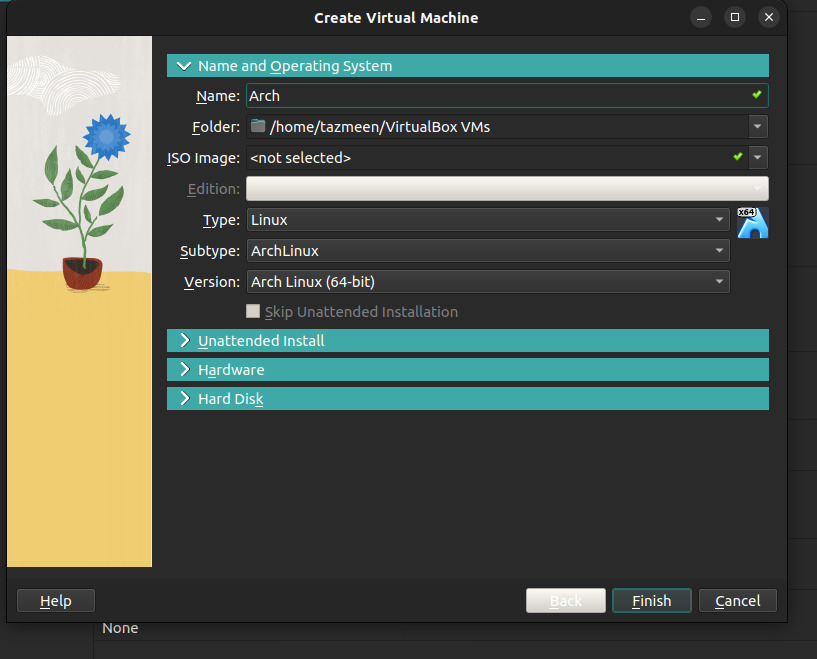 Create Virtual Machine
Name and Operating System
Name: Arch
Folder: /home/tazmeen/VirtualBox VMs
ISO Image: <not selected>
Edition:
Type: Linux
x64
Subtype: ArchLinux
Version: Arch Linux (64-bit)
Skip Unattended Installation
Unattended Install
Hardware
Hard Disk
Help Back Finish Cancel
None